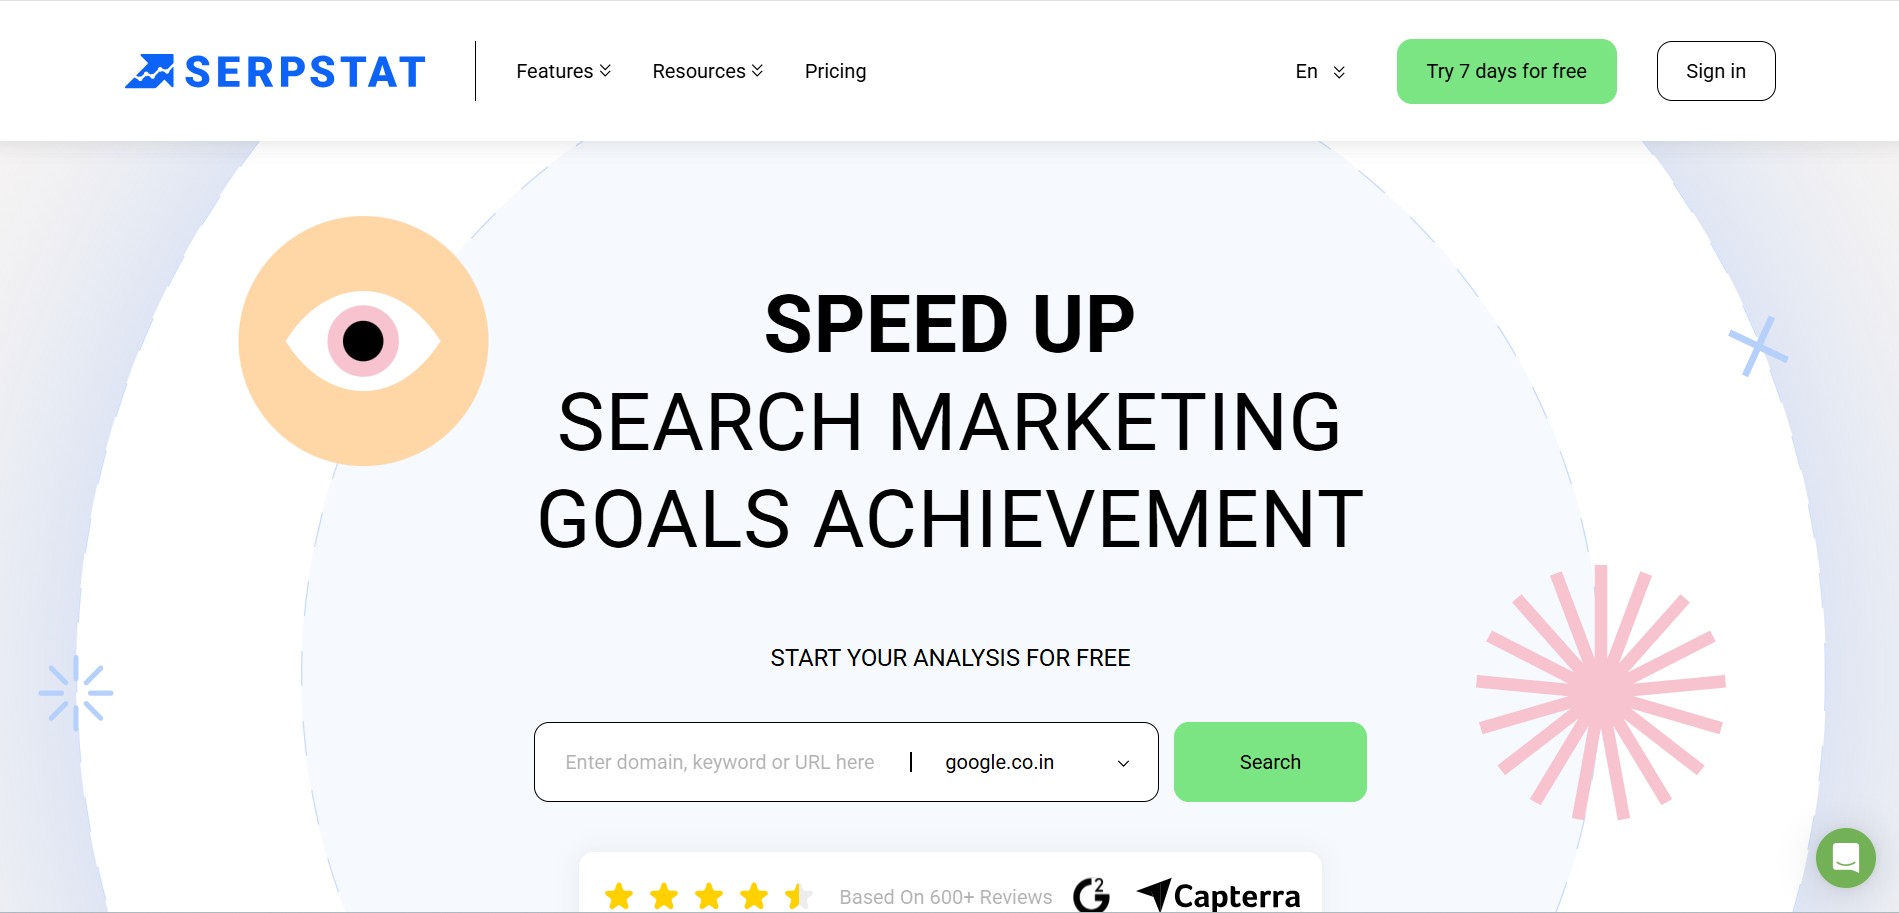 SERPSTAT
Features
Resources
Pricing
En
Try 7 days for free
Sign in
SPEED UP
SEARCH MARKETING
GOALS ACHIEVEMENT
START YOUR ANALYSIS FOR FREE
Enter domain, keyword or URL here
google.co.in
Search
Based On 600+ Reviews
G2
Capterra